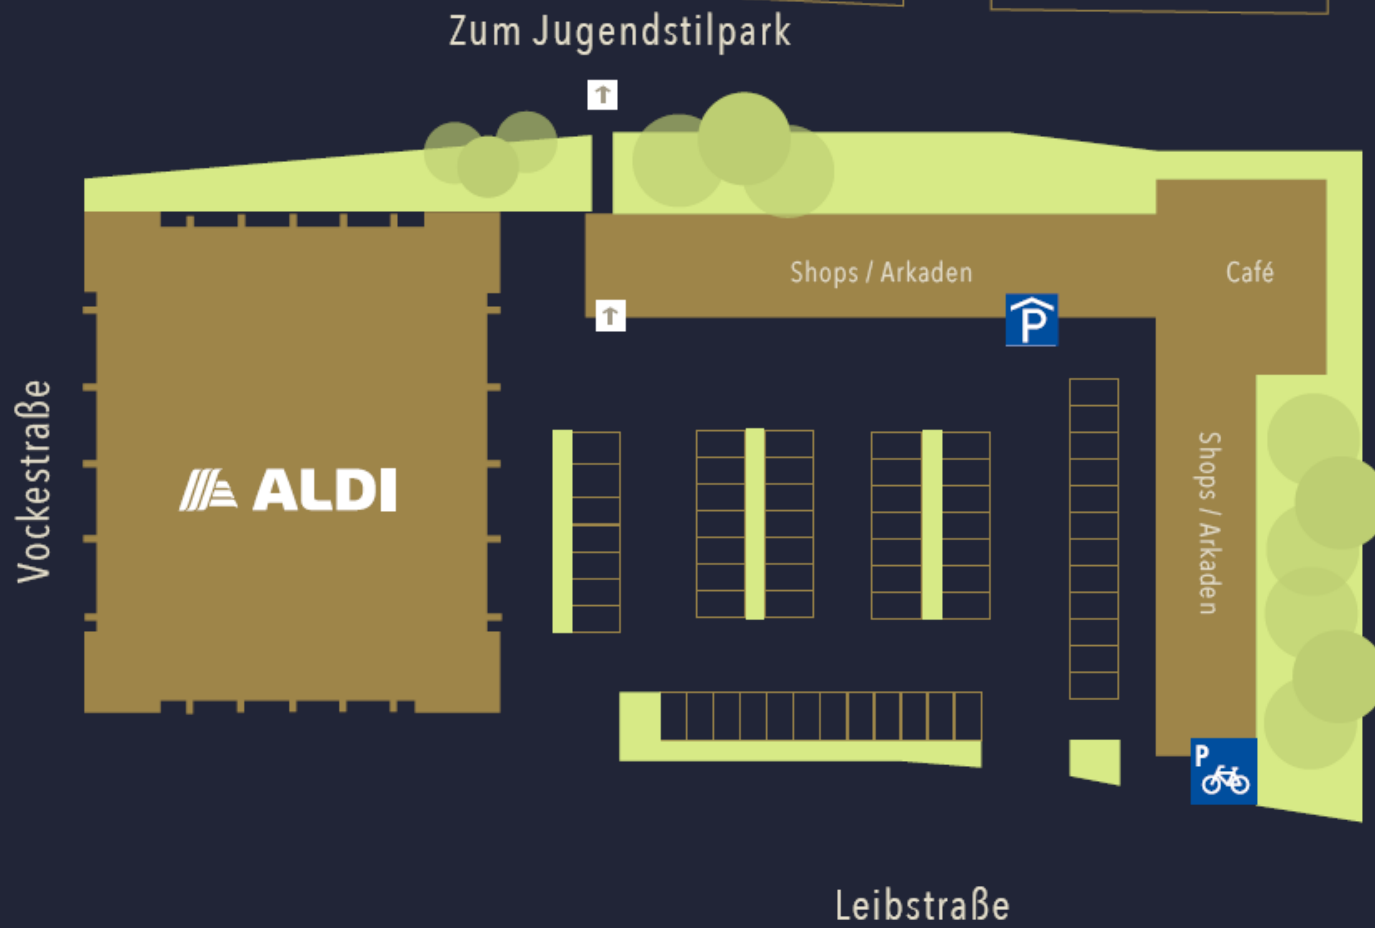 Zum Jugendstilpark
Shops / Arkaden
Café
P
Vockestraße
ALDI
Shops / Arkaden
P
Leibstraße